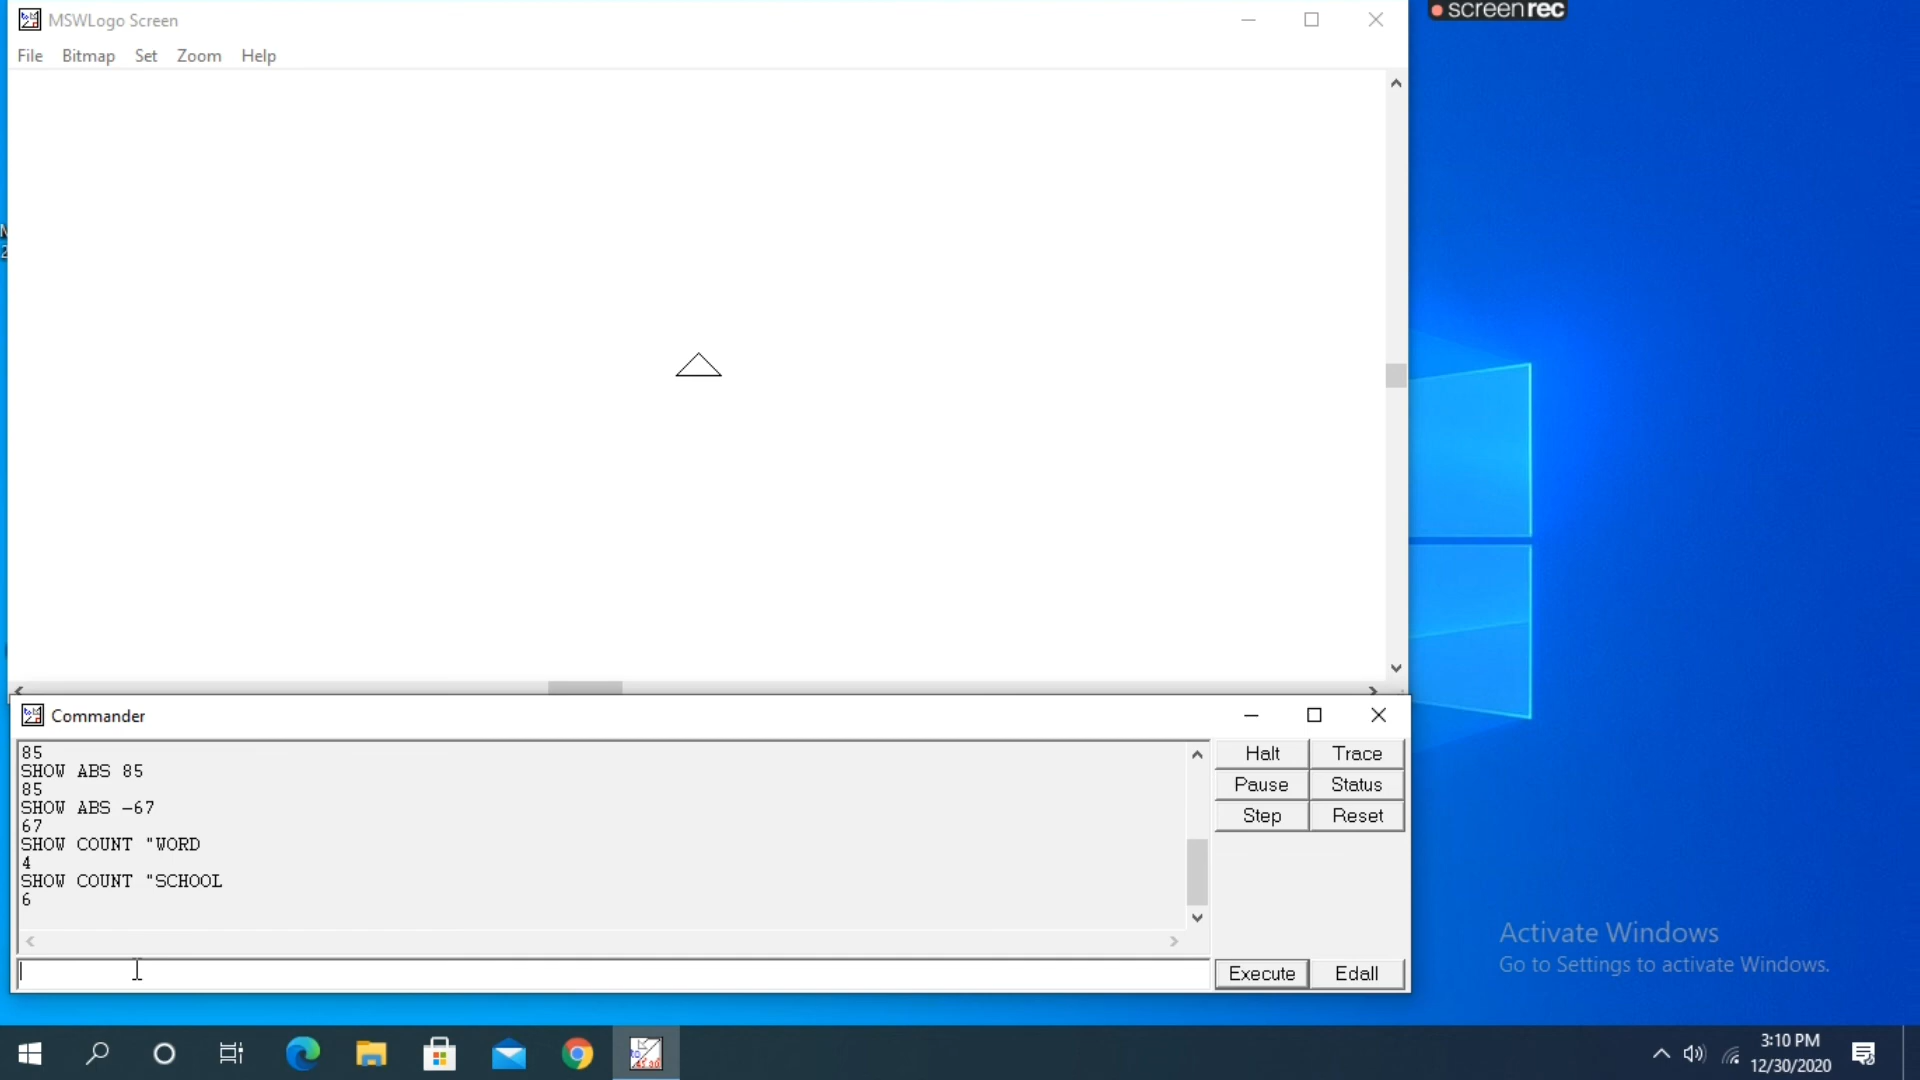 MSWLogo Screen
screenrec
File Bitmap Set Zoom Help
Commander
85
SHOW ABS 85
85
SHOW ABS -67
67
SHOW COUNT "WORD
4
SHOW COUNT "SCHOOL
6
Halt Trace
Pause Status
Step Reset
Execute Edall
Activate Windows
Go to Settings to activate Windows.
3:10 PM
12/30/2020